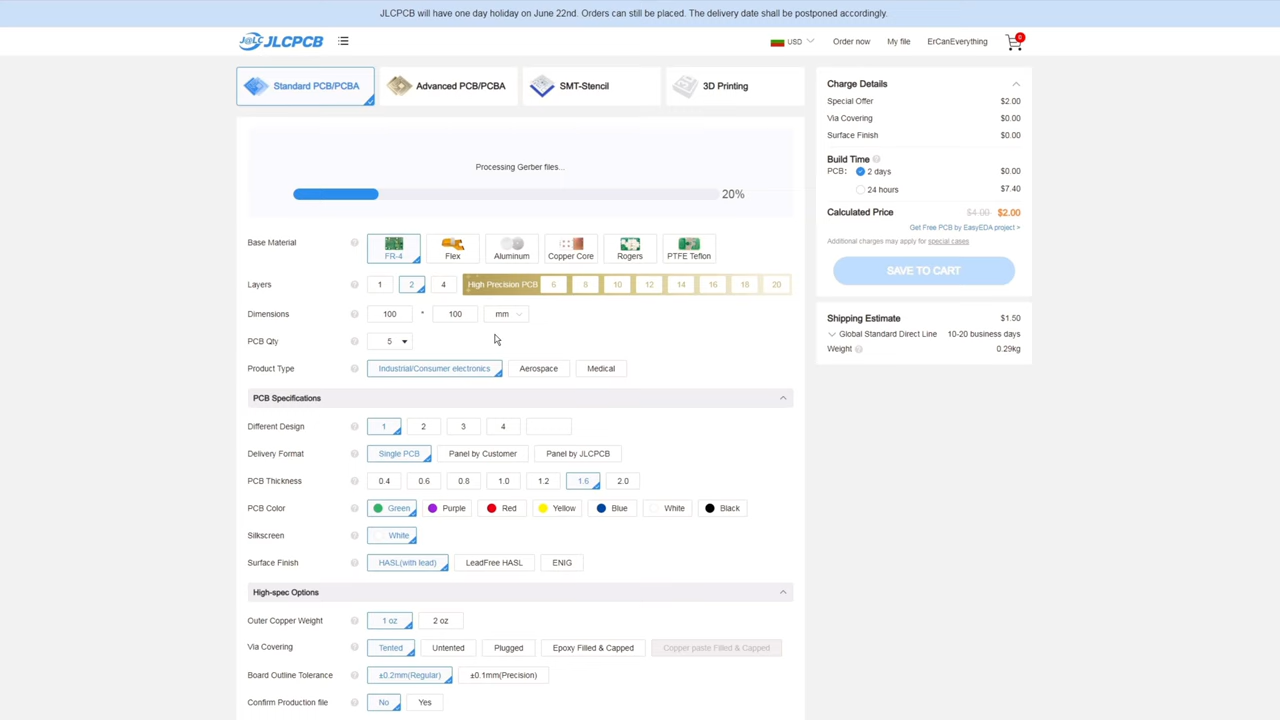 JLCPCB will have one day holiday on June 22nd. Orders can still be placed. The delivery date shall be postponed accordingly.
J@LC JLCPCB
USD Order now My file ErCanEverything 0
Standard PCB/PCBA Advanced PCB/PCBA SMT-Stencil 3D Printing
Processing Gerber files...
20%
Base Material FR-4 Flex Aluminum Copper Core Rogers PTFE Teflon
Layers 1 2 4 High Precision PCB 6 8 10 12 14 16 18 20
Dimensions 100 * 100 mm
PCB Qty 5
Product Type Industrial/Consumer electronics Aerospace Medical
PCB Specifications
Different Design 1 2 3 4
Delivery Format Single PCB Panel by Customer Panel by JLCPCB
PCB Thickness 0.4 0.6 0.8 1.0 1.2 1.6 2.0
PCB Color Green Purple Red Yellow Blue White Black
Silkscreen White
Surface Finish HASL(with lead) LeadFree HASL ENIG
High-spec Options
Outer Copper Weight 1 oz 2 oz
Via Covering Tented Untented Plugged Epoxy Filled & Capped Copper paste Filled & Capped
Board Outline Tolerance ±0.2mm(Regular) ±0.1mm(Precision)
Confirm Production file No Yes
Charge Details
Special Offer $2.00
Via Covering $0.00
Surface Finish $0.00
Build Time
PCB: 2 days $0.00
24 hours $7.40
Calculated Price $4.00 $2.00
Get Free PCB by EasyEDA project >
Additional charges may apply for special cases
SAVE TO CART
Shipping Estimate $1.50
Global Standard Direct Line 10-20 business days
Weight 0.29kg